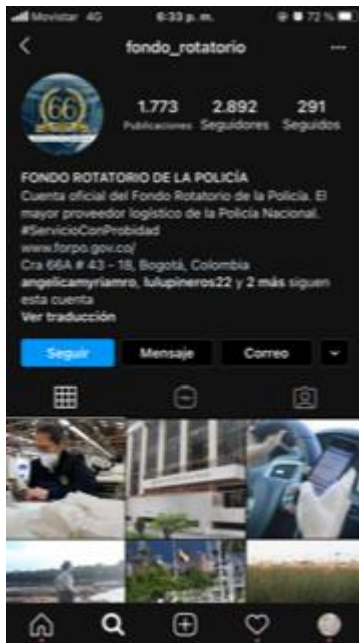 Movistar 4G 6:33 p. m. 72 %
fondo_rotatorio
66
1.773 2.892 291
Publicaciones Seguidores Seguidos
FONDO ROTATORIO DE LA POLICÍA
Cuenta oficial del Fondo Rotatorio de la Policía. El
mayor proveedor logístico de la Policía Nacional.
#ServicioConProbidad
www.forpo.gov.co/
Cra 66A # 43 - 18, Bogotá, Colombia
angelicamyriamro, lulupineros22 y 2 más siguen
esta cuenta
Ver traducción
Seguir Mensaje Correo